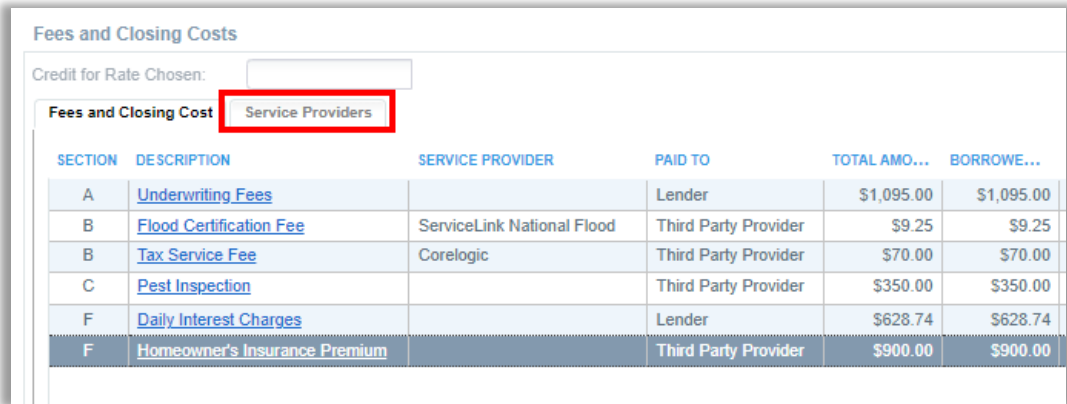 Fees and Closing Costs
Credit for Rate Chosen:
Fees and Closing Cost Service Providers
SECTION DESCRIPTION SERVICE PROVIDER PAID TO TOTAL AMO... BORROWE...
A Underwriting Fees Lender $1,095.00 $1,095.00
B Flood Certification Fee ServiceLink National Flood Third Party Provider $9.25 $9.25
B Tax Service Fee Corelogic Third Party Provider $70.00 $70.00
C Pest Inspection Third Party Provider $350.00 $350.00
F Daily Interest Charges Lender $628.74 $628.74
F Homeowner's Insurance Premium Third Party Provider $900.00 $900.00